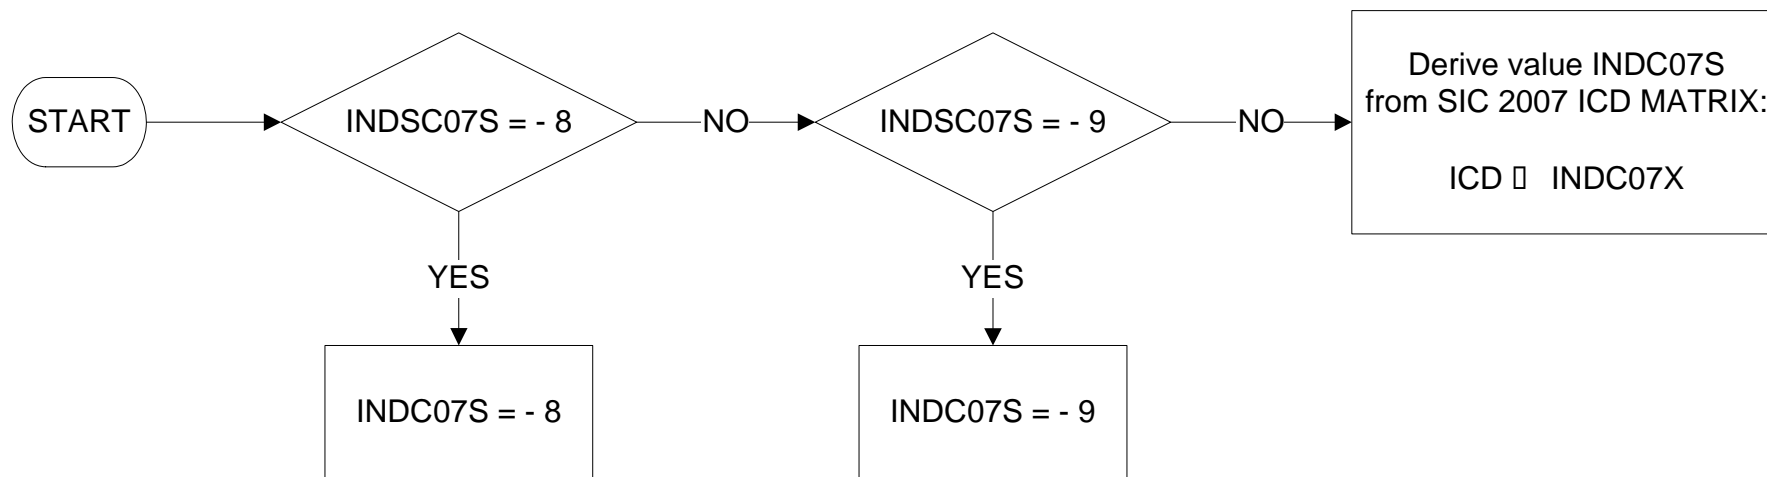 START
INDSC07S = - 8
NO
INDSC07S = - 9
NO
Derive value INDC07S
from SIC 2007 ICD MATRIX:
ICD ▯ INDC07X
YES
YES
INDC07S = - 8
INDC07S = - 9